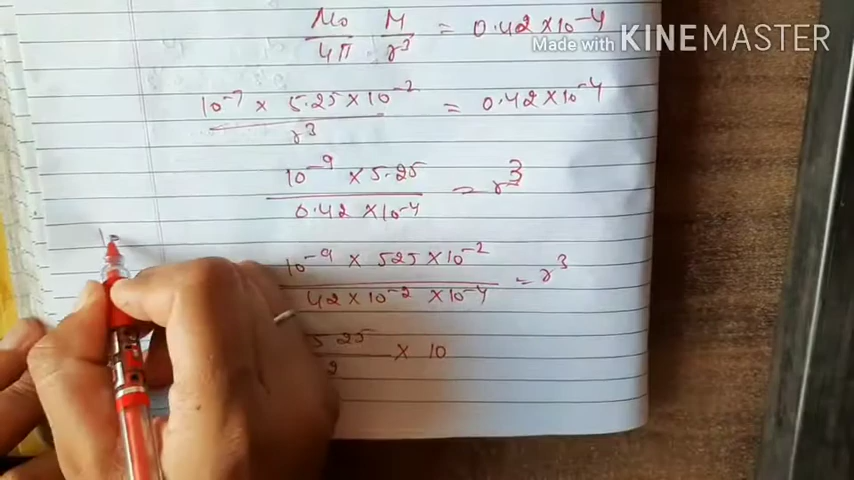 μ₀/4π M/r³ = 0.42×10⁻⁴
Made with KINEMASTER
10⁻⁷ × 5.25×10⁻² / r³ = 0.42×10⁻⁴
10⁻⁹ × 5.25 / 0.42 ×10⁻⁴ = r³
10⁻⁹ × 525 × 10⁻² / 42 × 10⁻² × 10⁻⁴ = r³
525 / 2 × 10